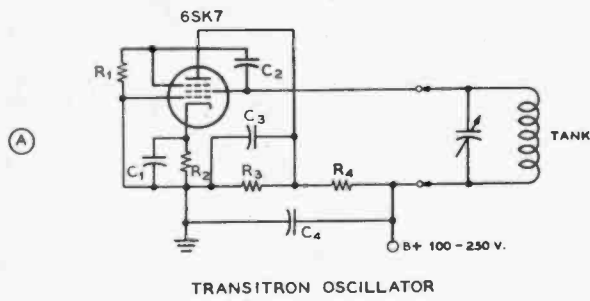 6SK7
R1
C2
A
C3
TANK
C1
R2
R3
R4
C4
B+ 100-250 V.
TRANSITRON OSCILLATOR